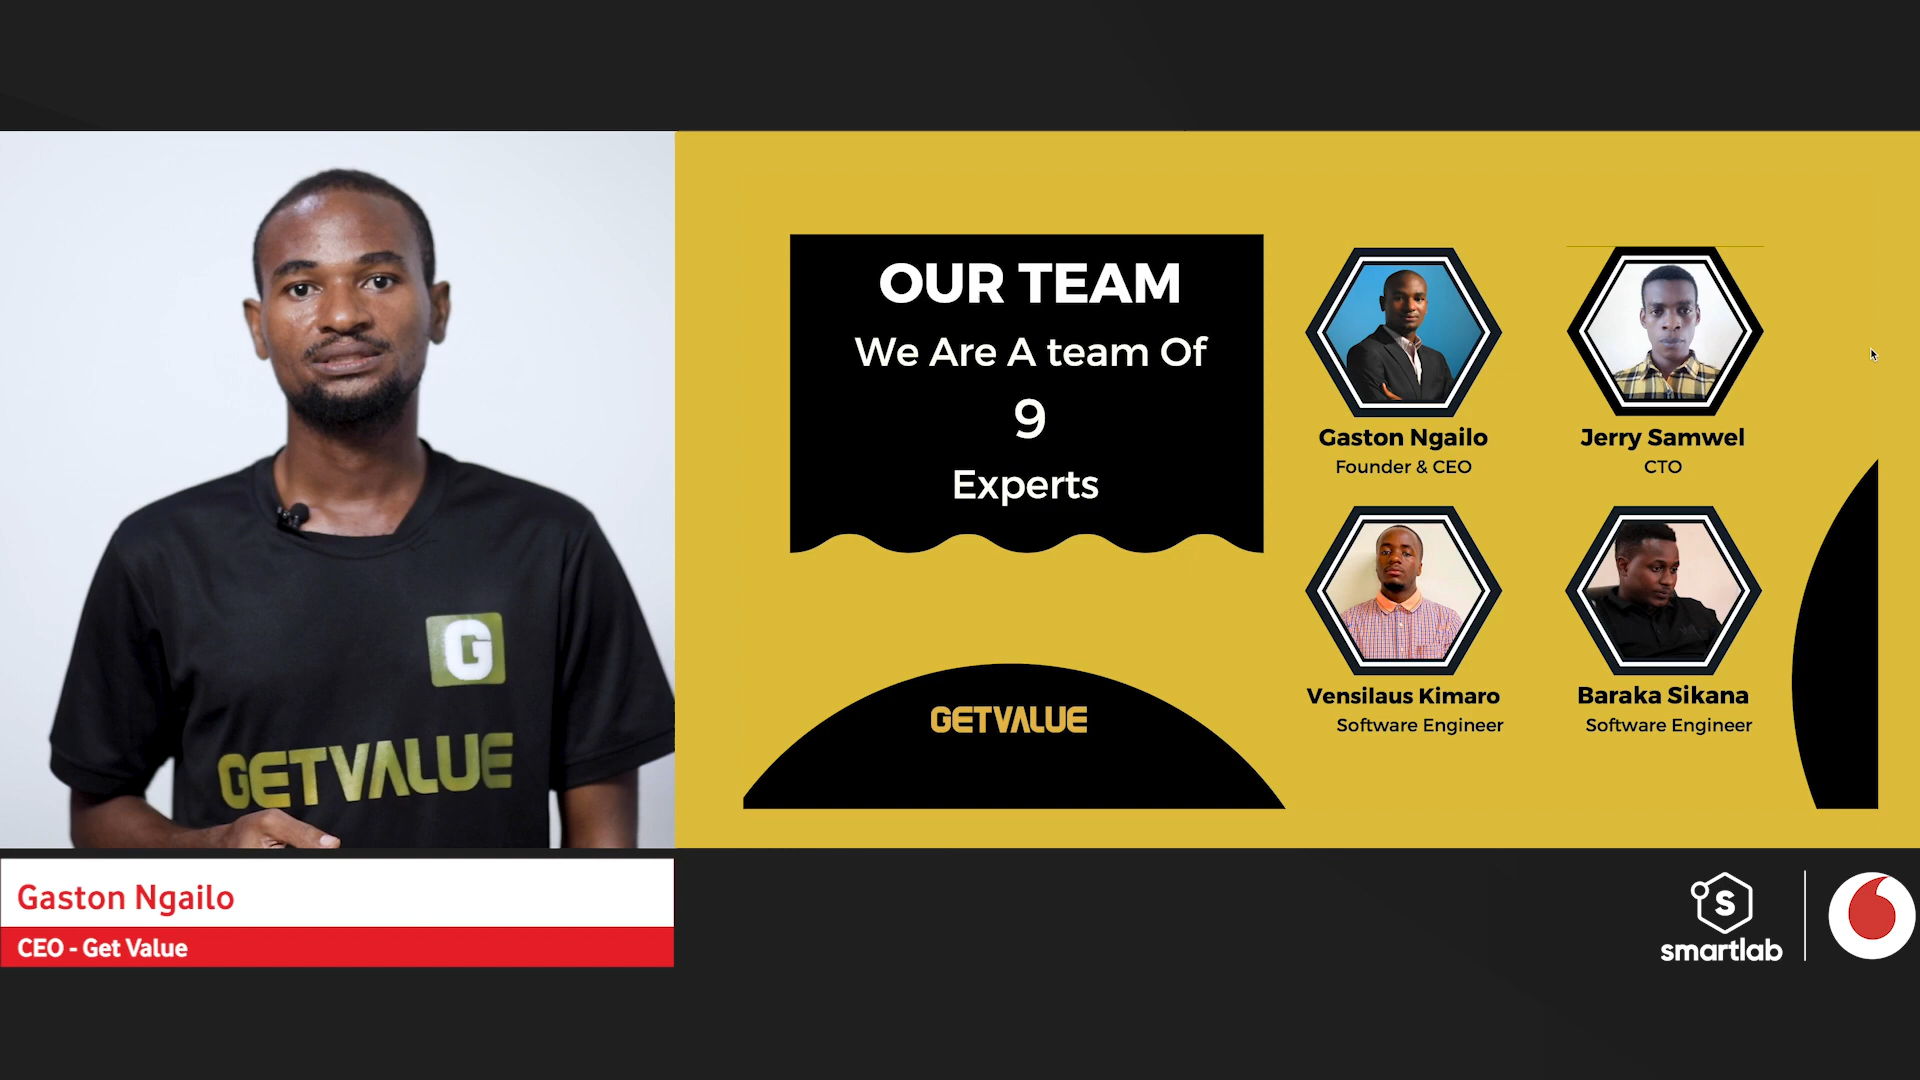 G
GETVALUE
Gaston Ngailo
CEO - Get Value
OUR TEAM
We Are A team Of
9
Experts
GETVALUE
Gaston Ngailo
Founder & CEO
Jerry Samwel
CTO
Vensilaus Kimaro
Software Engineer
Baraka Sikana
Software Engineer
S
smartlab